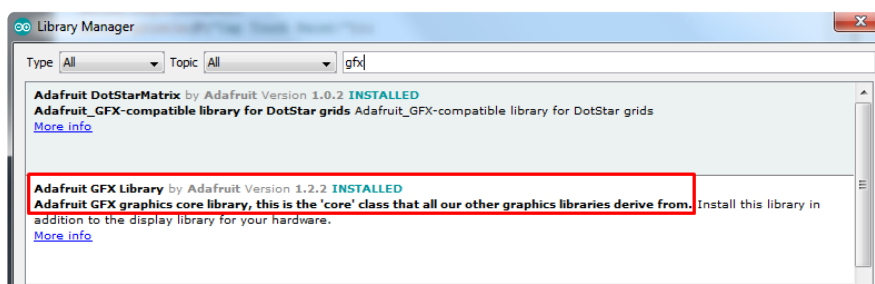 Library Manager
Type All Topic All gfx
Adafruit DotStarMatrix by Adafruit Version 1.0.2 INSTALLED
Adafruit_GFX-compatible library for DotStar grids Adafruit_GFX-compatible library for DotStar grids
More info
Adafruit GFX Library by Adafruit Version 1.2.2 INSTALLED
Adafruit GFX graphics core library, this is the 'core' class that all our other graphics libraries derive from. Install this library in
addition to the display library for your hardware.
More info